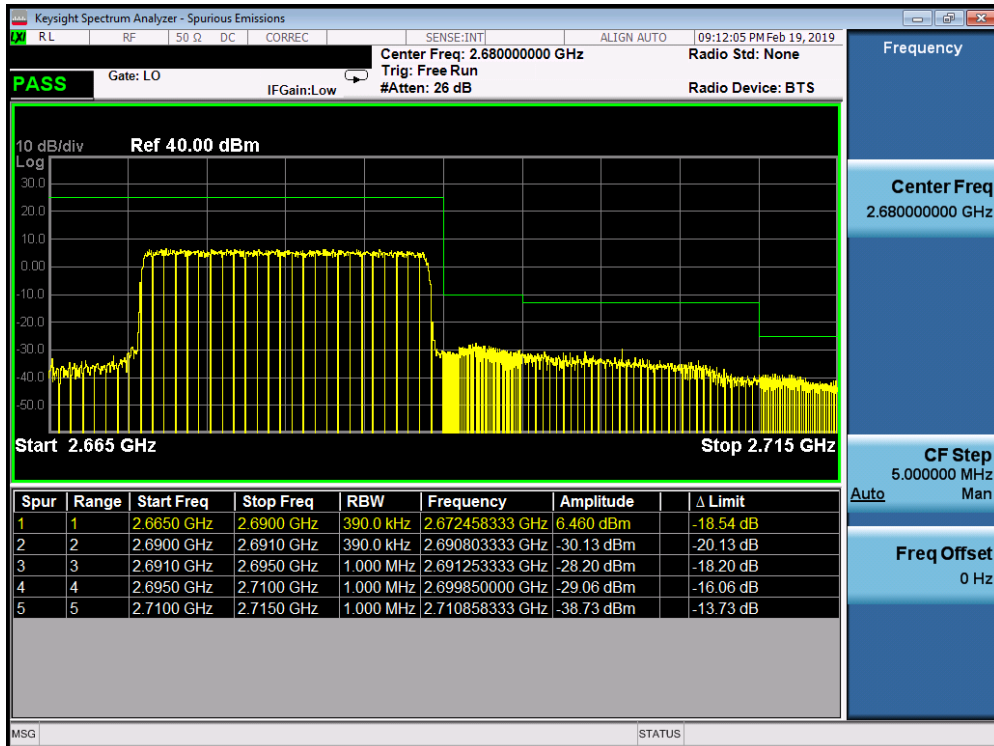 Keysight Spectrum Analyzer - Spurious Emissions
LXI RL RF 50 Ω DC CORREC SENSE:INT ALIGN AUTO 09:12:05 PM Feb 19, 2019
Center Freq: 2.680000000 GHz Radio Std: None
PASS Gate: LO Trig: Free Run
IFGain:Low #Atten: 26 dB Radio Device: BTS
10 dB/div Ref 40.00 dBm
Log
30.0
20.0
10.0
0.00
-10.0
-20.0
-30.0
-40.0
-50.0
Start 2.665 GHz Stop 2.715 GHz
Spur Range Start Freq Stop Freq RBW Frequency Amplitude Δ Limit
1 1 2.6650 GHz 2.6900 GHz 390.0 kHz 2.672458333 GHz 6.460 dBm -18.54 dB
2 2 2.6900 GHz 2.6910 GHz 390.0 kHz 2.690803333 GHz -30.13 dBm -20.13 dB
3 3 2.6910 GHz 2.6950 GHz 1.000 MHz 2.691253333 GHz -28.20 dBm -18.20 dB
4 4 2.6950 GHz 2.7100 GHz 1.000 MHz 2.699850000 GHz -29.06 dBm -16.06 dB
5 5 2.7100 GHz 2.7150 GHz 1.000 MHz 2.710858333 GHz -38.73 dBm -13.73 dB
MSG STATUS
Frequency
Center Freq
2.680000000 GHz
CF Step
5.000000 MHz
Auto Man
Freq Offset
0 Hz